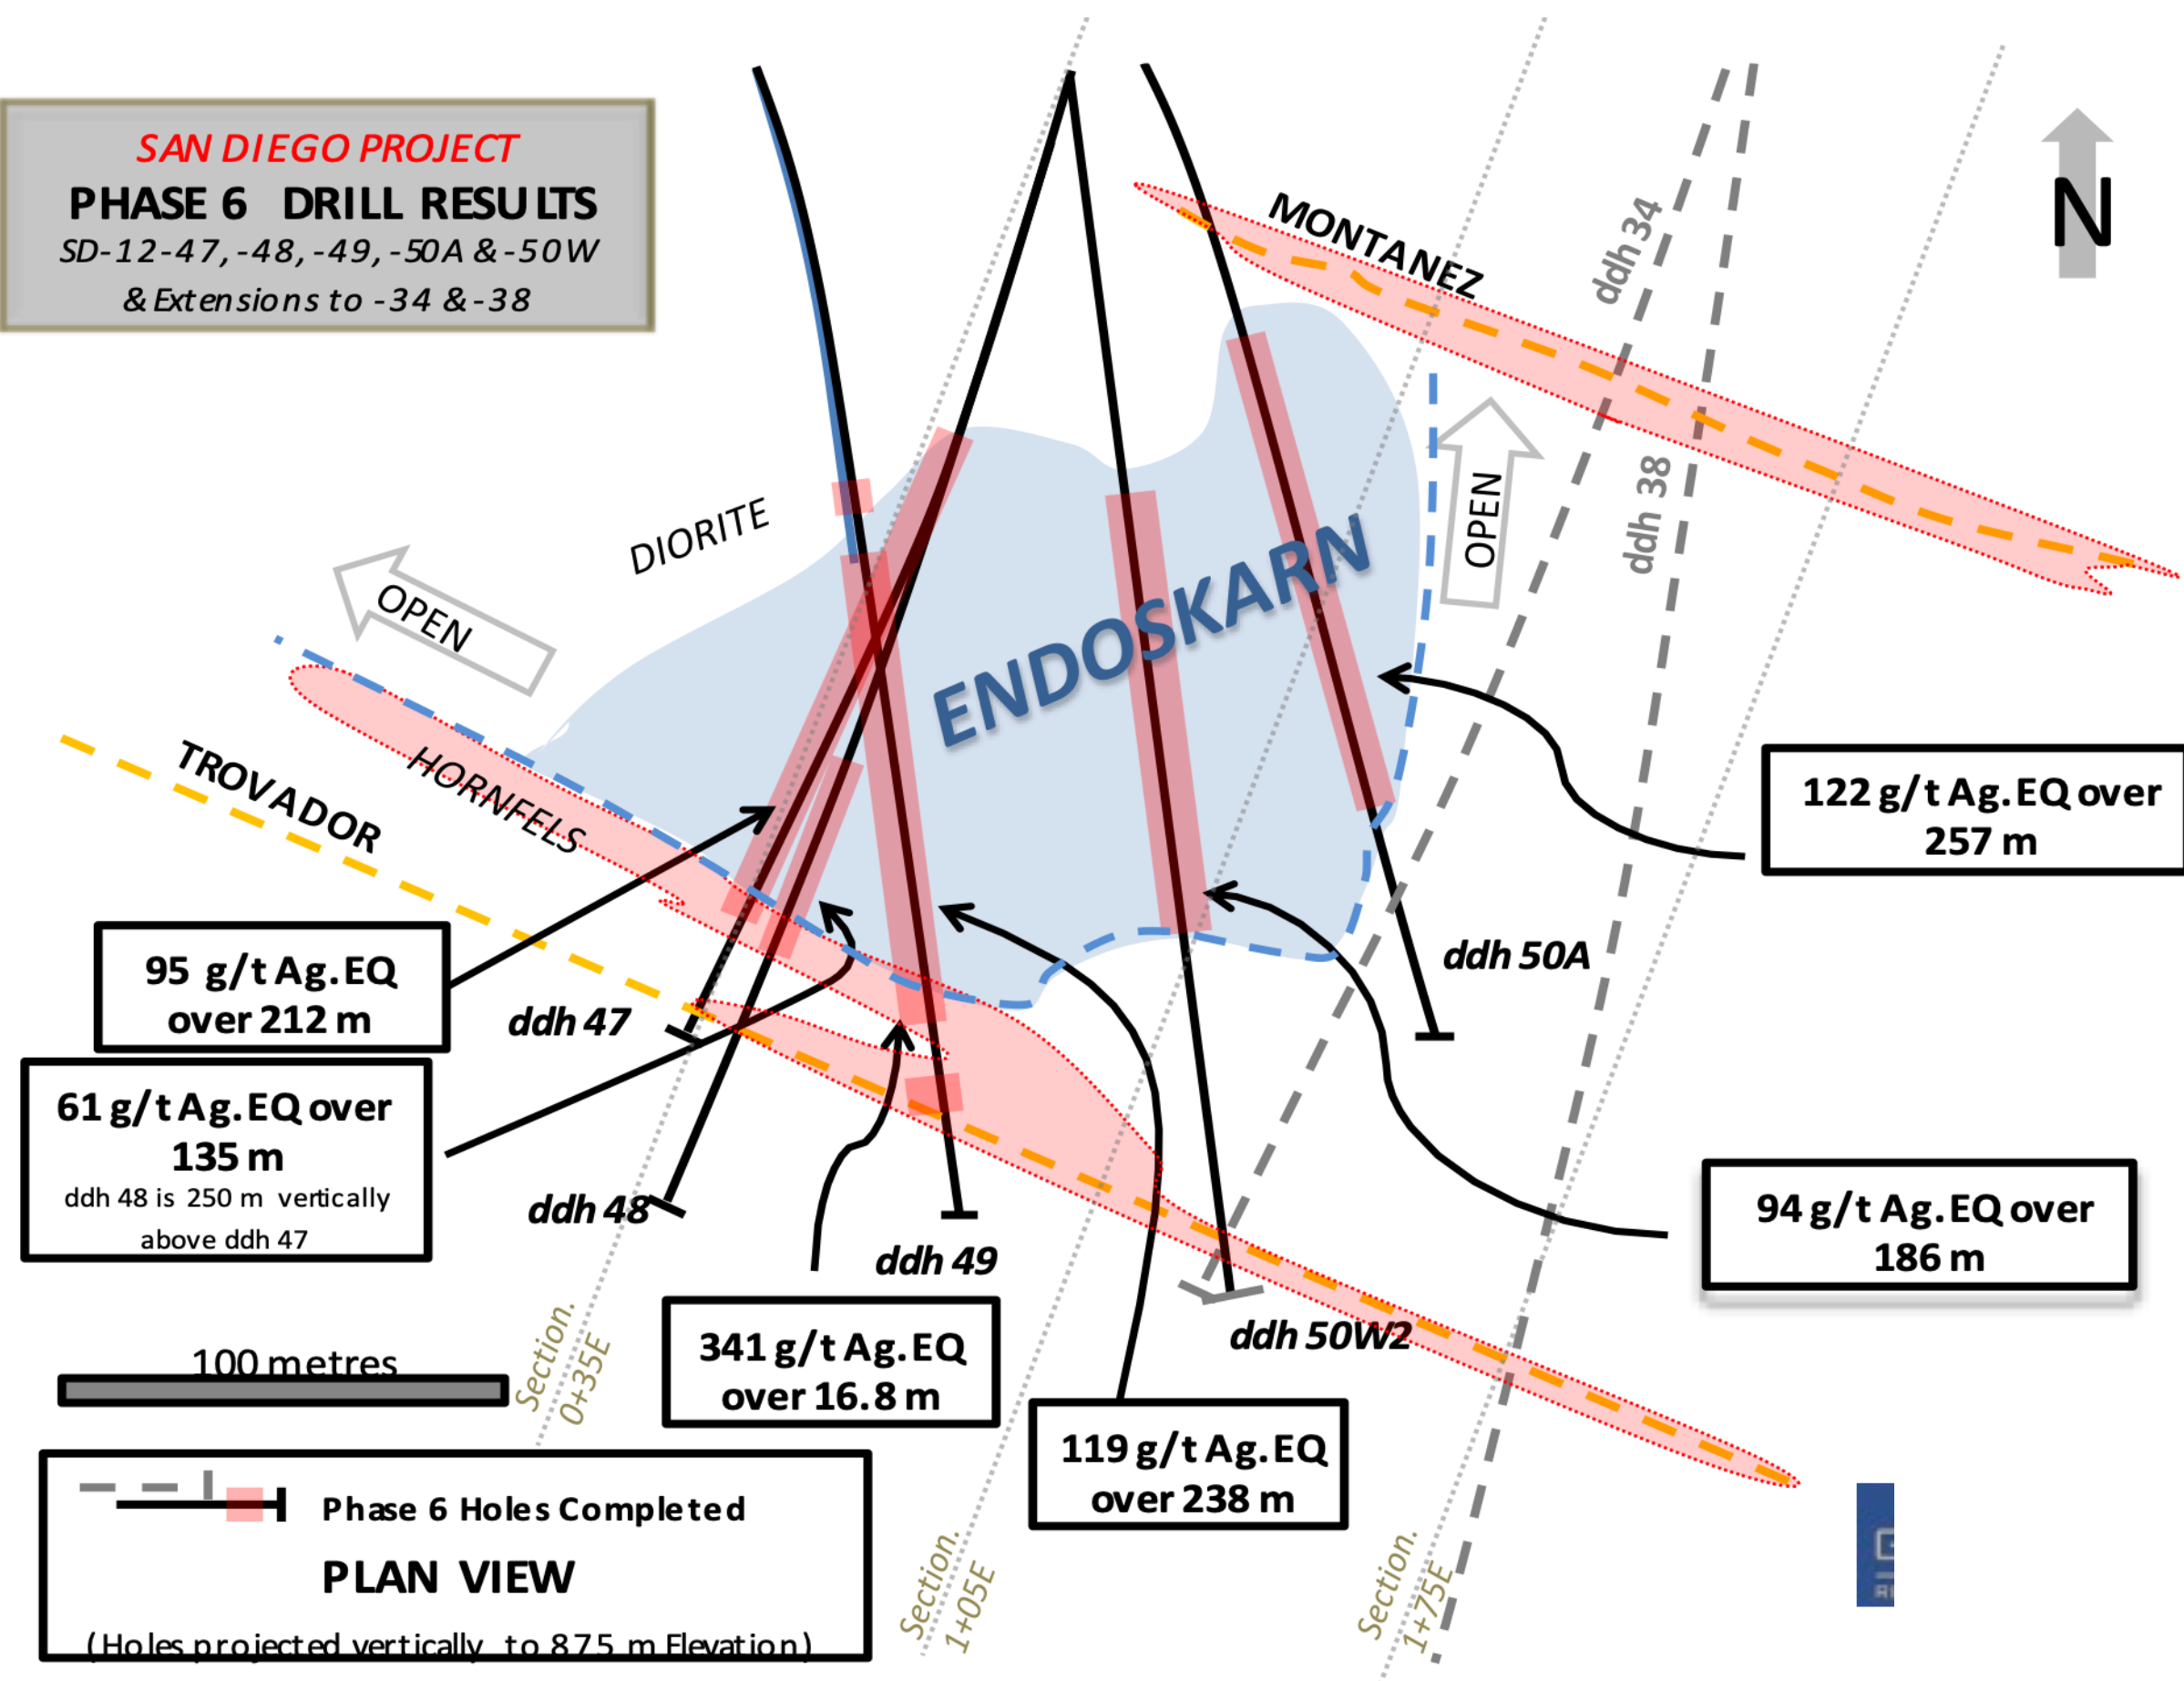 SAN DIEGO PROJECT
PHASE 6 DRILL RESULTS
SD-12-47, -48, -49, -50A & -50W
& Extensions to -34 & -38
N
MONTANEZ
ddh 34
ddh 38
OPEN
DIORITE
OPEN
ENDOSKARN
TROVADOR
HORNFELS
122 g/t Ag.EQ over
257 m
95 g/t Ag.EQ
over 212 m
ddh 47
ddh 50A
61 g/t Ag.EQ over
135 m
ddh 48 is 250 m vertically
above ddh 47
ddh 48
ddh 49
94 g/t Ag.EQ over
186 m
ddh 50W2
341 g/t Ag.EQ
over 16.8 m
119 g/t Ag.EQ
over 238 m
100 metres
Section.
0+35E
Section.
1+05E
Section.
1+75E
Phase 6 Holes Completed
PLAN VIEW
(Holes projected vertically to 875 m Elevation)